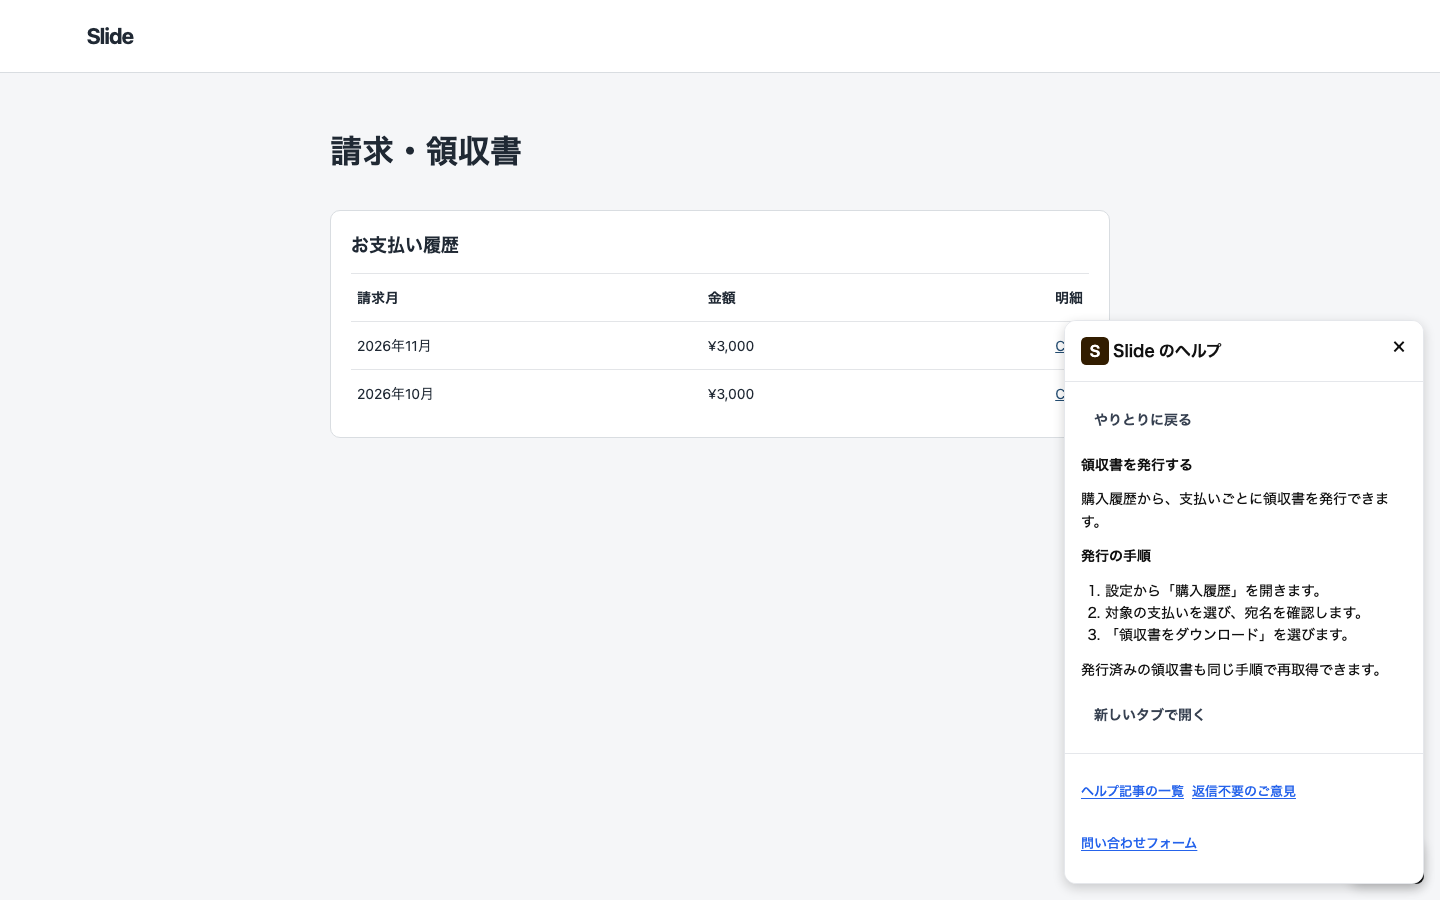 Slide
請求・領収書
お支払い履歴
請求月 金額 明細
2026年11月 ¥3,000
2026年10月 ¥3,000
S Slide のヘルプ ×
やりとりに戻る
領収書を発行する
購入履歴から、支払いごとに領収書を発行できま
す。
発行の手順
1. 設定から「購入履歴」を開きます。
2. 対象の支払いを選び、宛名を確認します。
3. 「領収書をダウンロード」を選びます。
発行済みの領収書も同じ手順で再取得できます。
新しいタブで開く
ヘルプ記事の一覧 返信不要のご意見
問い合わせフォーム